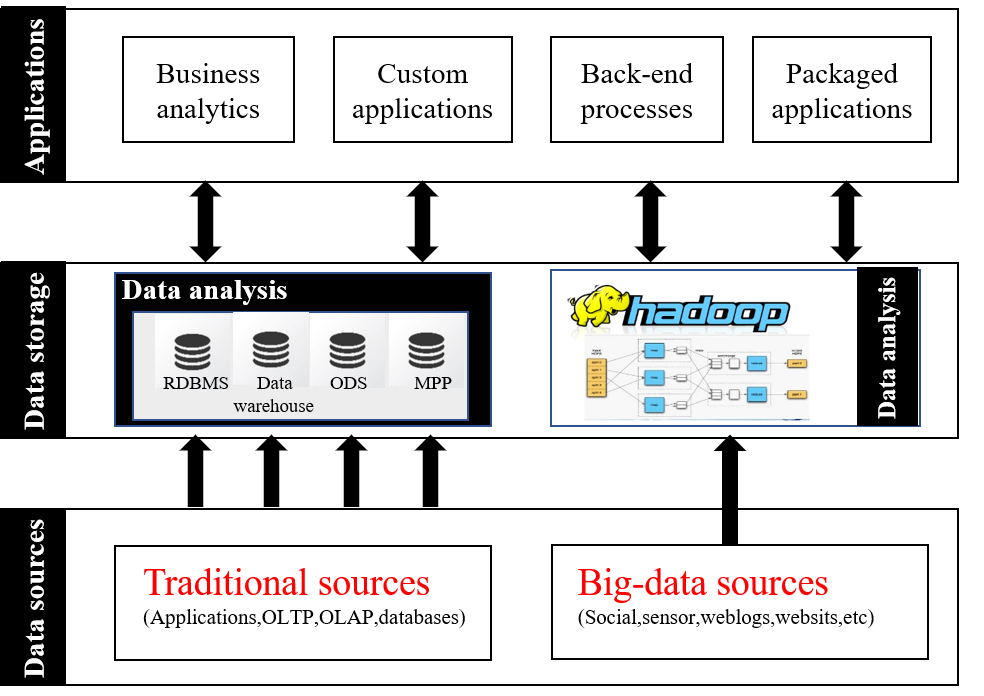 Applications
Business
analytics
Custom
applications
Back-end
processes
Packaged
applications
Data storage
Data analysis
RDBMS
Data
warehouse
ODS
MPP
hadoop
Data analysis
Data sources
Traditional sources
(Applications,OLTP,OLAP,databases)
Big-data sources
(Social,sensor,weblogs,websits,etc)